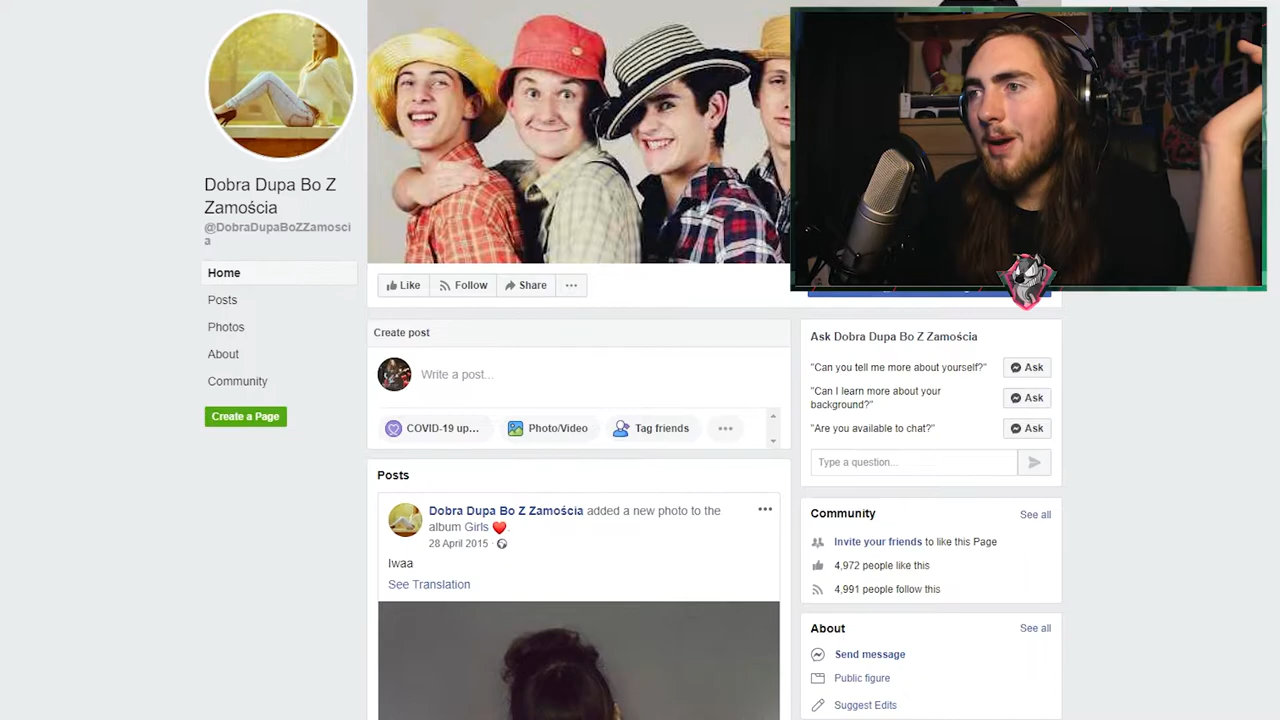 Dobra Dupa Bo Z
Zamościa
@DobraDupaBoZZamosci
a
Home
Posts
Photos
About
Community
Create a Page
Like
Follow
Share
Create post
Write a post...
COVID-19 up...
Photo/Video
Tag friends
Posts
Dobra Dupa Bo Z Zamościa added a new photo to the
album Girls ❤️.
28 April 2015 ·
Iwaa
See Translation
Ask Dobra Dupa Bo Z Zamościa
"Can you tell me more about yourself?"
Ask
"Can I learn more about your
background?"
Ask
"Are you available to chat?"
Ask
Type a question...
Community
See all
Invite your friends to like this Page
4,972 people like this
4,991 people follow this
About
See all
Send message
Public figure
Suggest Edits